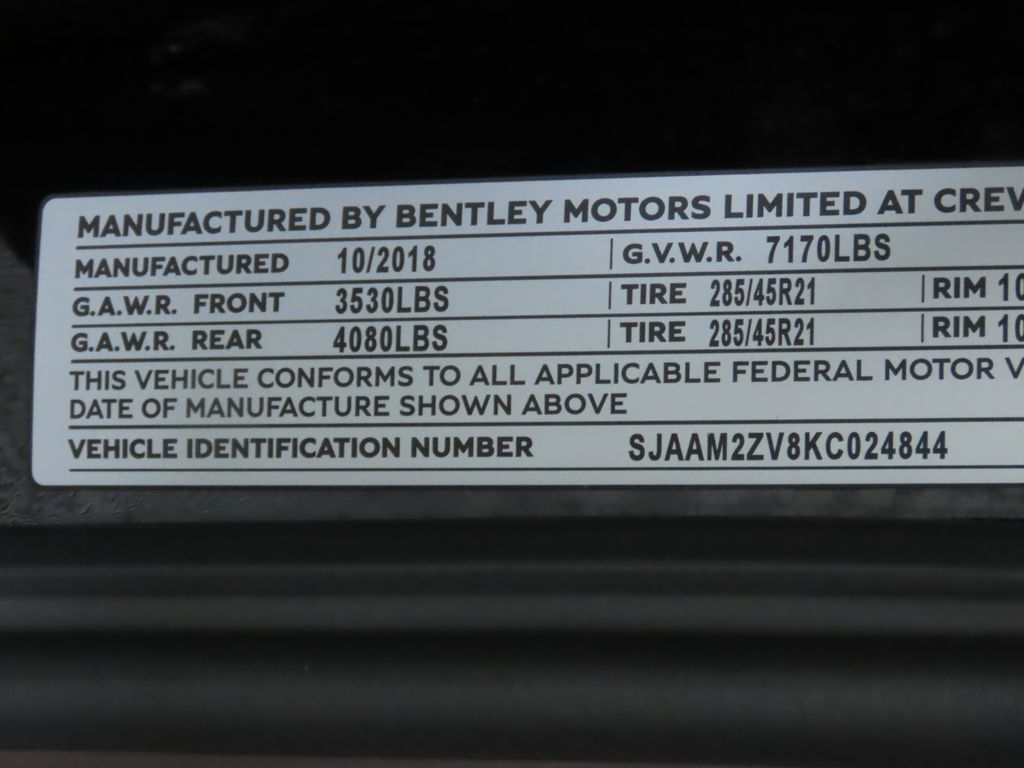 MANUFACTURED BY BENTLEY MOTORS LIMITED AT
MANUFACTURED 10/2018 G.V.W.R. 7170LBS
G.A.W.R. FRONT 3530LBS TIRE 285/45R21 RIM 10
G.A.W.R. REAR 4080LBS TIRE 285/45R21 RIM 10
THIS VEHICLE CONFORMS TO ALL APPLICABLE FEDERAL MOTOR
DATE OF MANUFACTURE SHOWN ABOVE
VEHICLE IDENTIFICATION NUMBER SJAAM2ZV8KC024844